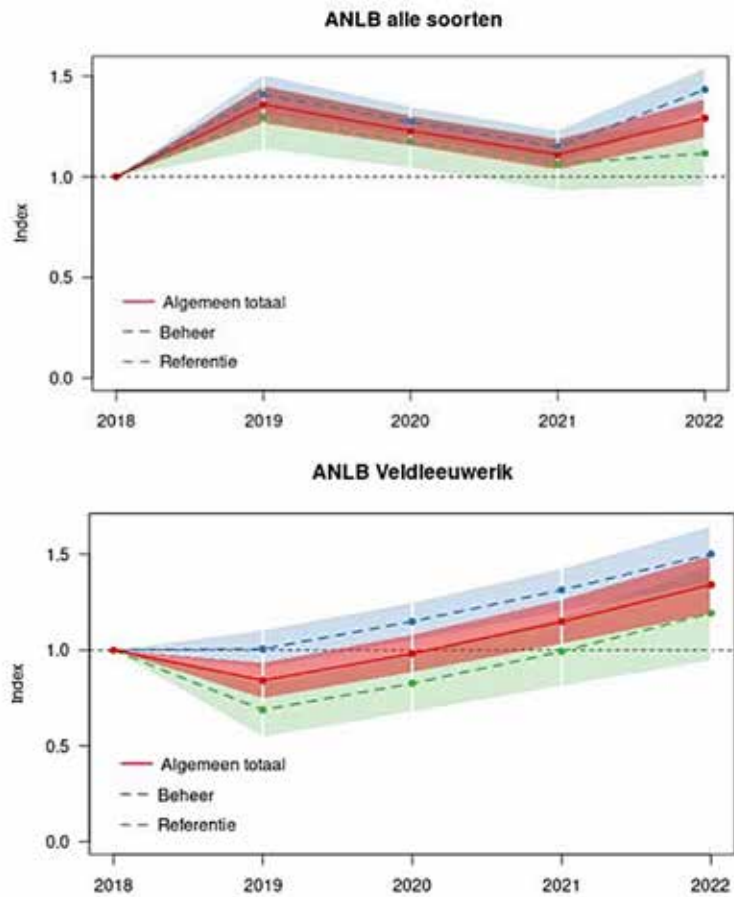 ANLB alle soorten
1.5
1.0
0.5
0.0
Index
Algemeen totaal
Beheer
Referentie
2018 2019 2020 2021 2022
ANLB Veldleeuwerik
1.5
1.0
0.5
0.0
Index
Algemeen totaal
Beheer
Referentie
2018 2019 2020 2021 2022